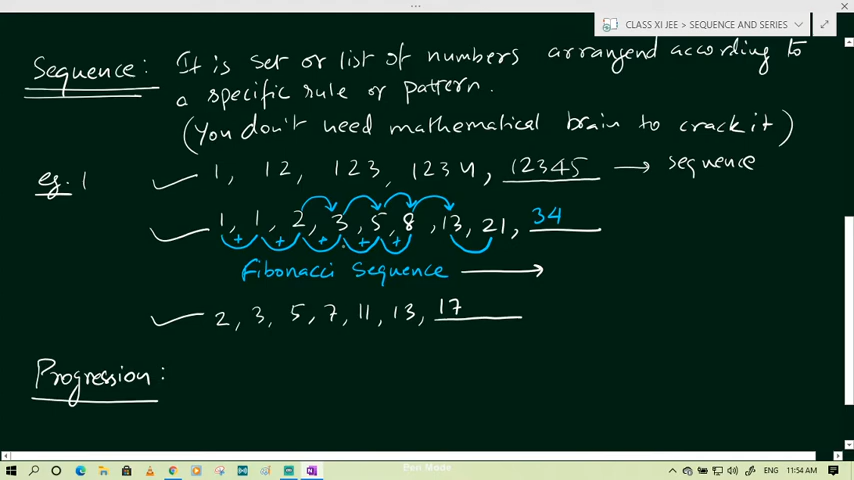 CLASS XI JEE > SEQUENCE AND SERIES
Sequence: It is set or list of numbers arrangend according to
a specific rule or pattern.
(You don't need mathematical brain to crack it)
eg. 1 1, 12, 123, 1234, 12345 → sequence
1, 1, 2, 3, 5, 8, 13, 21, 34
+ + + + +
Fibonacci Sequence →
2, 3, 5, 7, 11, 13, 17
Progression:
Pen Mode
ENG 11:54 AM